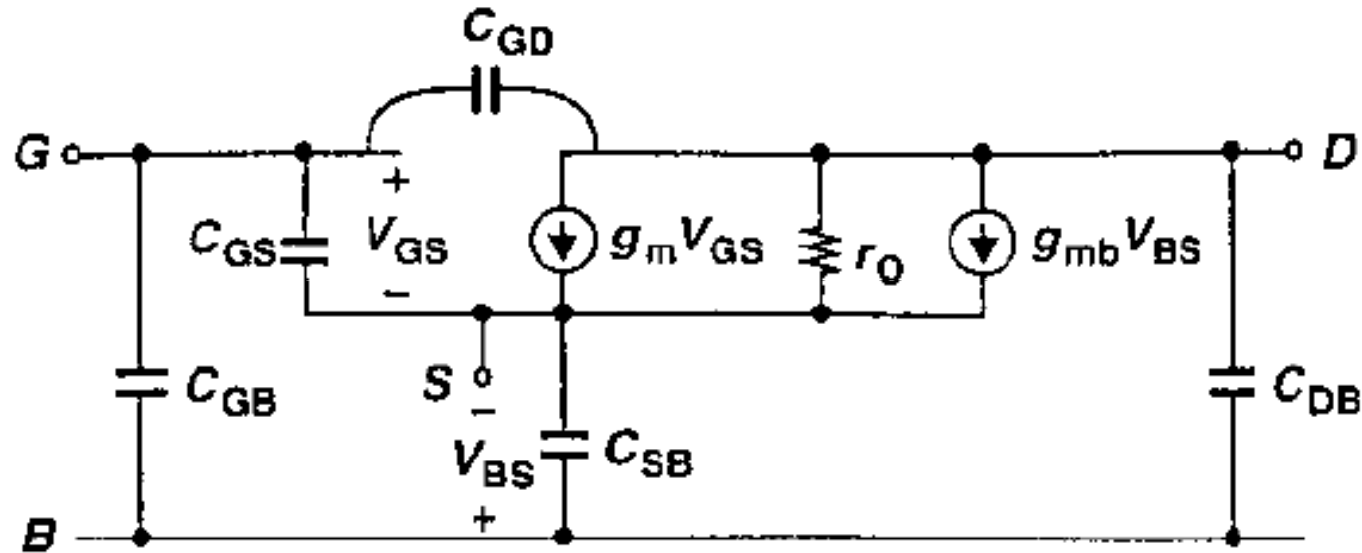 C_GD
G
D
+
C_GS
V_GS
g_m V_GS
r_O
g_mb V_BS
−
C_GB
S
−
V_BS
C_SB
C_DB
+
B